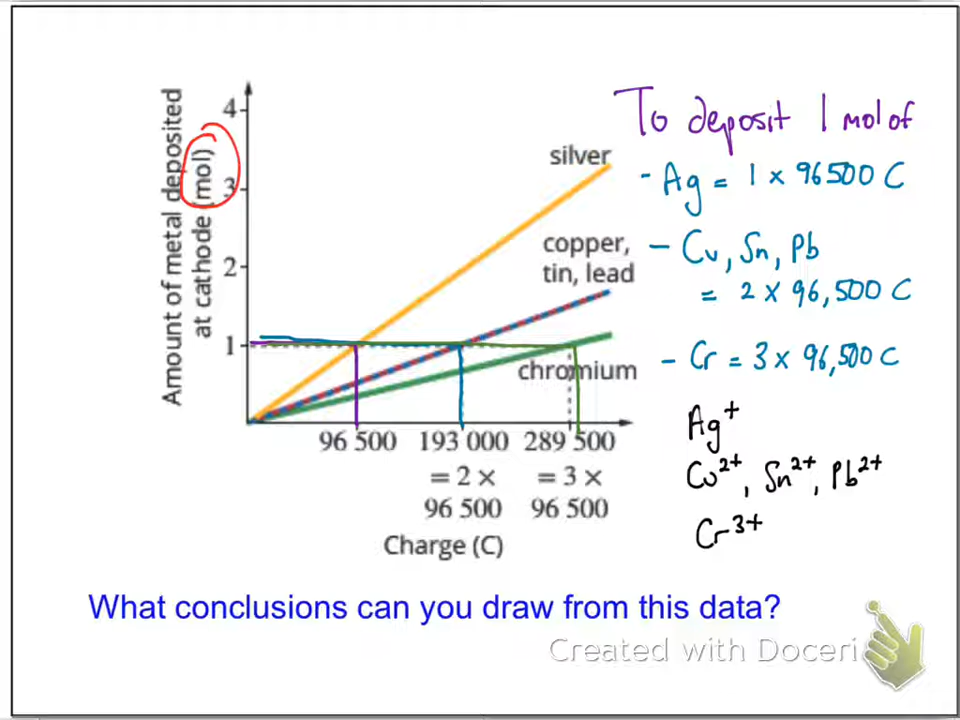 Amount of metal deposited
at cathode (mol)
4
3
2
1
silver
copper,
tin, lead
chromium
96 500 193 000 289 500
= 2 × = 3 ×
96 500 96 500
Charge (C)
To deposit 1 mol of
- Ag = 1 × 96500 C
- Cu, Sn, Pb
= 2 × 96,500 C
- Cr = 3 × 96,500 C
Ag⁺
Cu²⁺, Sn²⁺, Pb²⁺
Cr³⁺
What conclusions can you draw from this data?
Created with Doceri